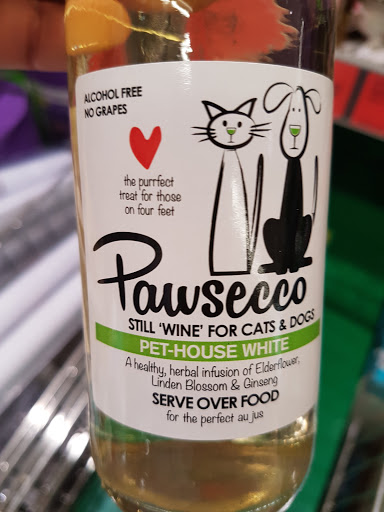 ALCOHOL FREE
NO GRAPES
the purrfect
treat for those
on four feet
Pawsecco
STILL 'WINE' FOR CATS & DOGS
PET-HOUSE WHITE
A healthy, herbal infusion of Elderflower,
Linden Blossom & Ginseng
SERVE OVER FOOD
for the perfect au jus